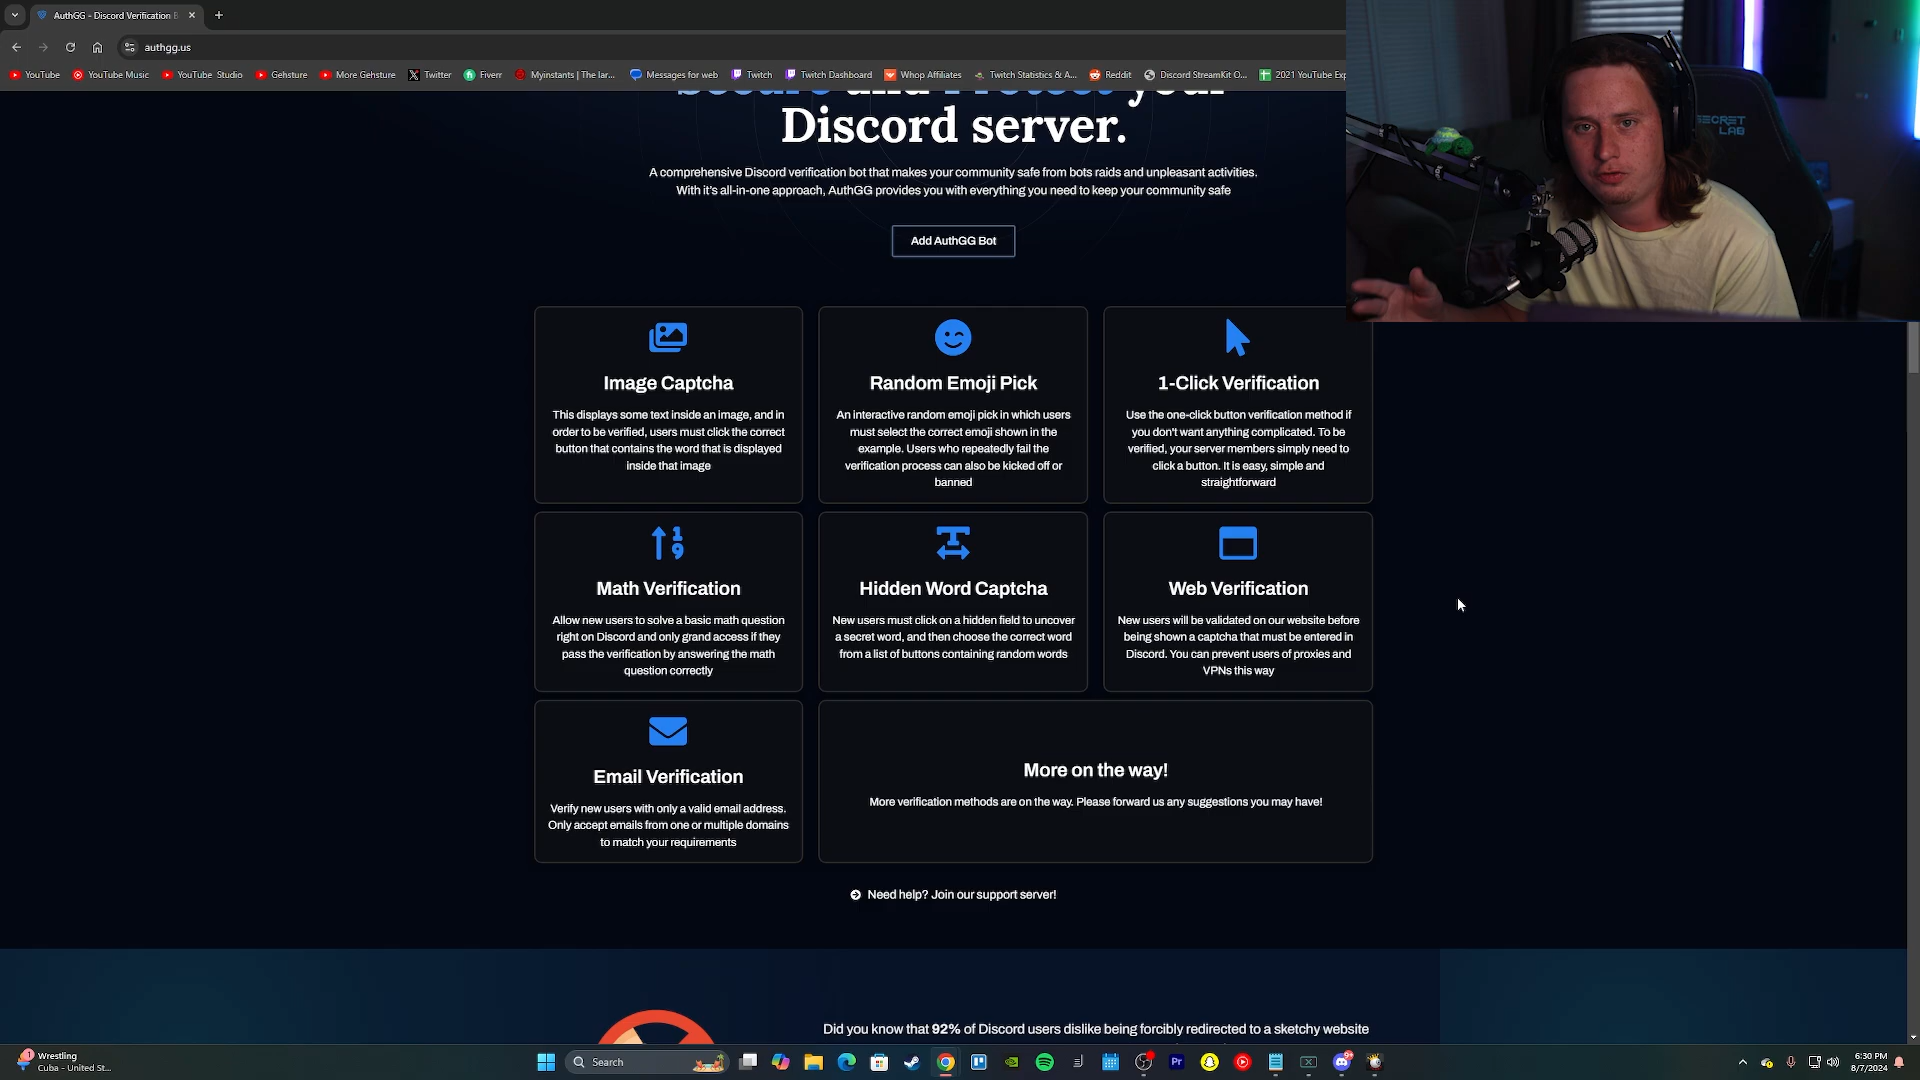 AuthGG - Discord Verification B
authgg.us
YouTube
YouTube Music
YouTube Studio
Gehsture
More Gehsture
Twitter
Fiverr
Myinstants | The lar...
Messages for web
Twitch
Twitch Dashboard
Whop Affiliates
Twitch Statistics & A...
Reddit
Discord StreamKit O...
2021 YouTube Exp
Secure and Protect your
Discord server.
A comprehensive Discord verification bot that makes your community safe from bots raids and unpleasant activities.
With it's all-in-one approach, AuthGG provides you with everything you need to keep your community safe
Add AuthGG Bot
SECRET
LAB
Image Captcha
This displays some text inside an image, and in
order to be verified, users must click the correct
button that contains the word that is displayed
inside that image
Random Emoji Pick
An interactive random emoji pick in which users
must select the correct emoji shown in the
example. Users who repeatedly fail the
verification process can also be kicked off or
banned
1-Click Verification
Use the one-click button verification method if
you don't want anything complicated. To be
verified, your server members simply need to
click a button. It is easy, simple and
straightforward
Math Verification
Allow new users to solve a basic math question
right on Discord and only grand access if they
pass the verification by answering the math
question correctly
Hidden Word Captcha
New users must click on a hidden field to uncover
a secret word, and then choose the correct word
from a list of buttons containing random words
Web Verification
New users will be validated on our website before
being shown a captcha that must be entered in
Discord. You can prevent users of proxies and
VPNs this way
Email Verification
Verify new users with only a valid email address.
Only accept emails from one or multiple domains
to match your requirements
More on the way!
More verification methods are on the way. Please forward us any suggestions you may have!
Need help? Join our support server!
Did you know that 92% of Discord users dislike being forcibly redirected to a sketchy website
1
Wrestling
Cuba - United St...
Search
Pr
9+
6:30 PM
8/7/2024